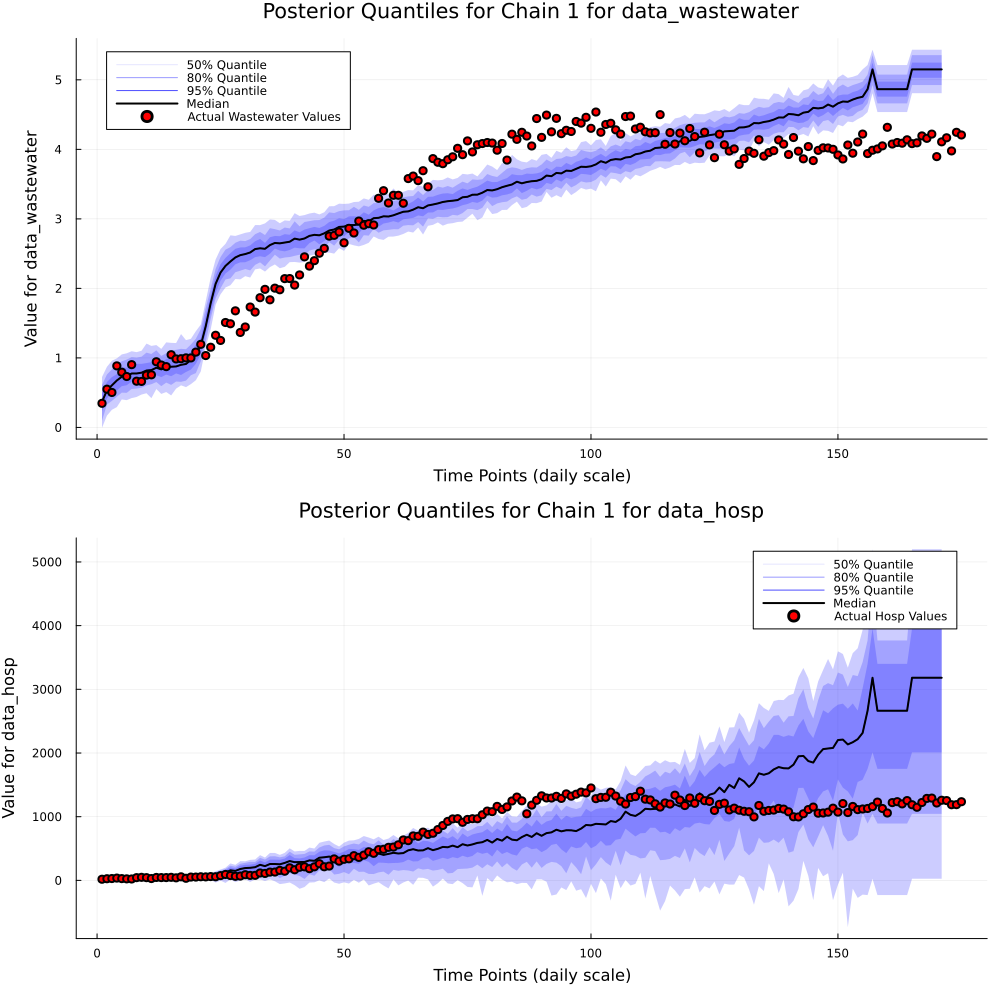 Posterior Quantiles for Chain 1 for data_wastewater
50% Quantile
80% Quantile
95% Quantile
Median
Actual Wastewater Values
Value for data_wastewater
5
4
3
2
1
0
0
50
100
150
Time Points (daily scale)
Posterior Quantiles for Chain 1 for data_hosp
50% Quantile
80% Quantile
95% Quantile
Median
Actual Hosp Values
Value for data_hosp
5000
4000
3000
2000
1000
0
0
50
100
150
Time Points (daily scale)